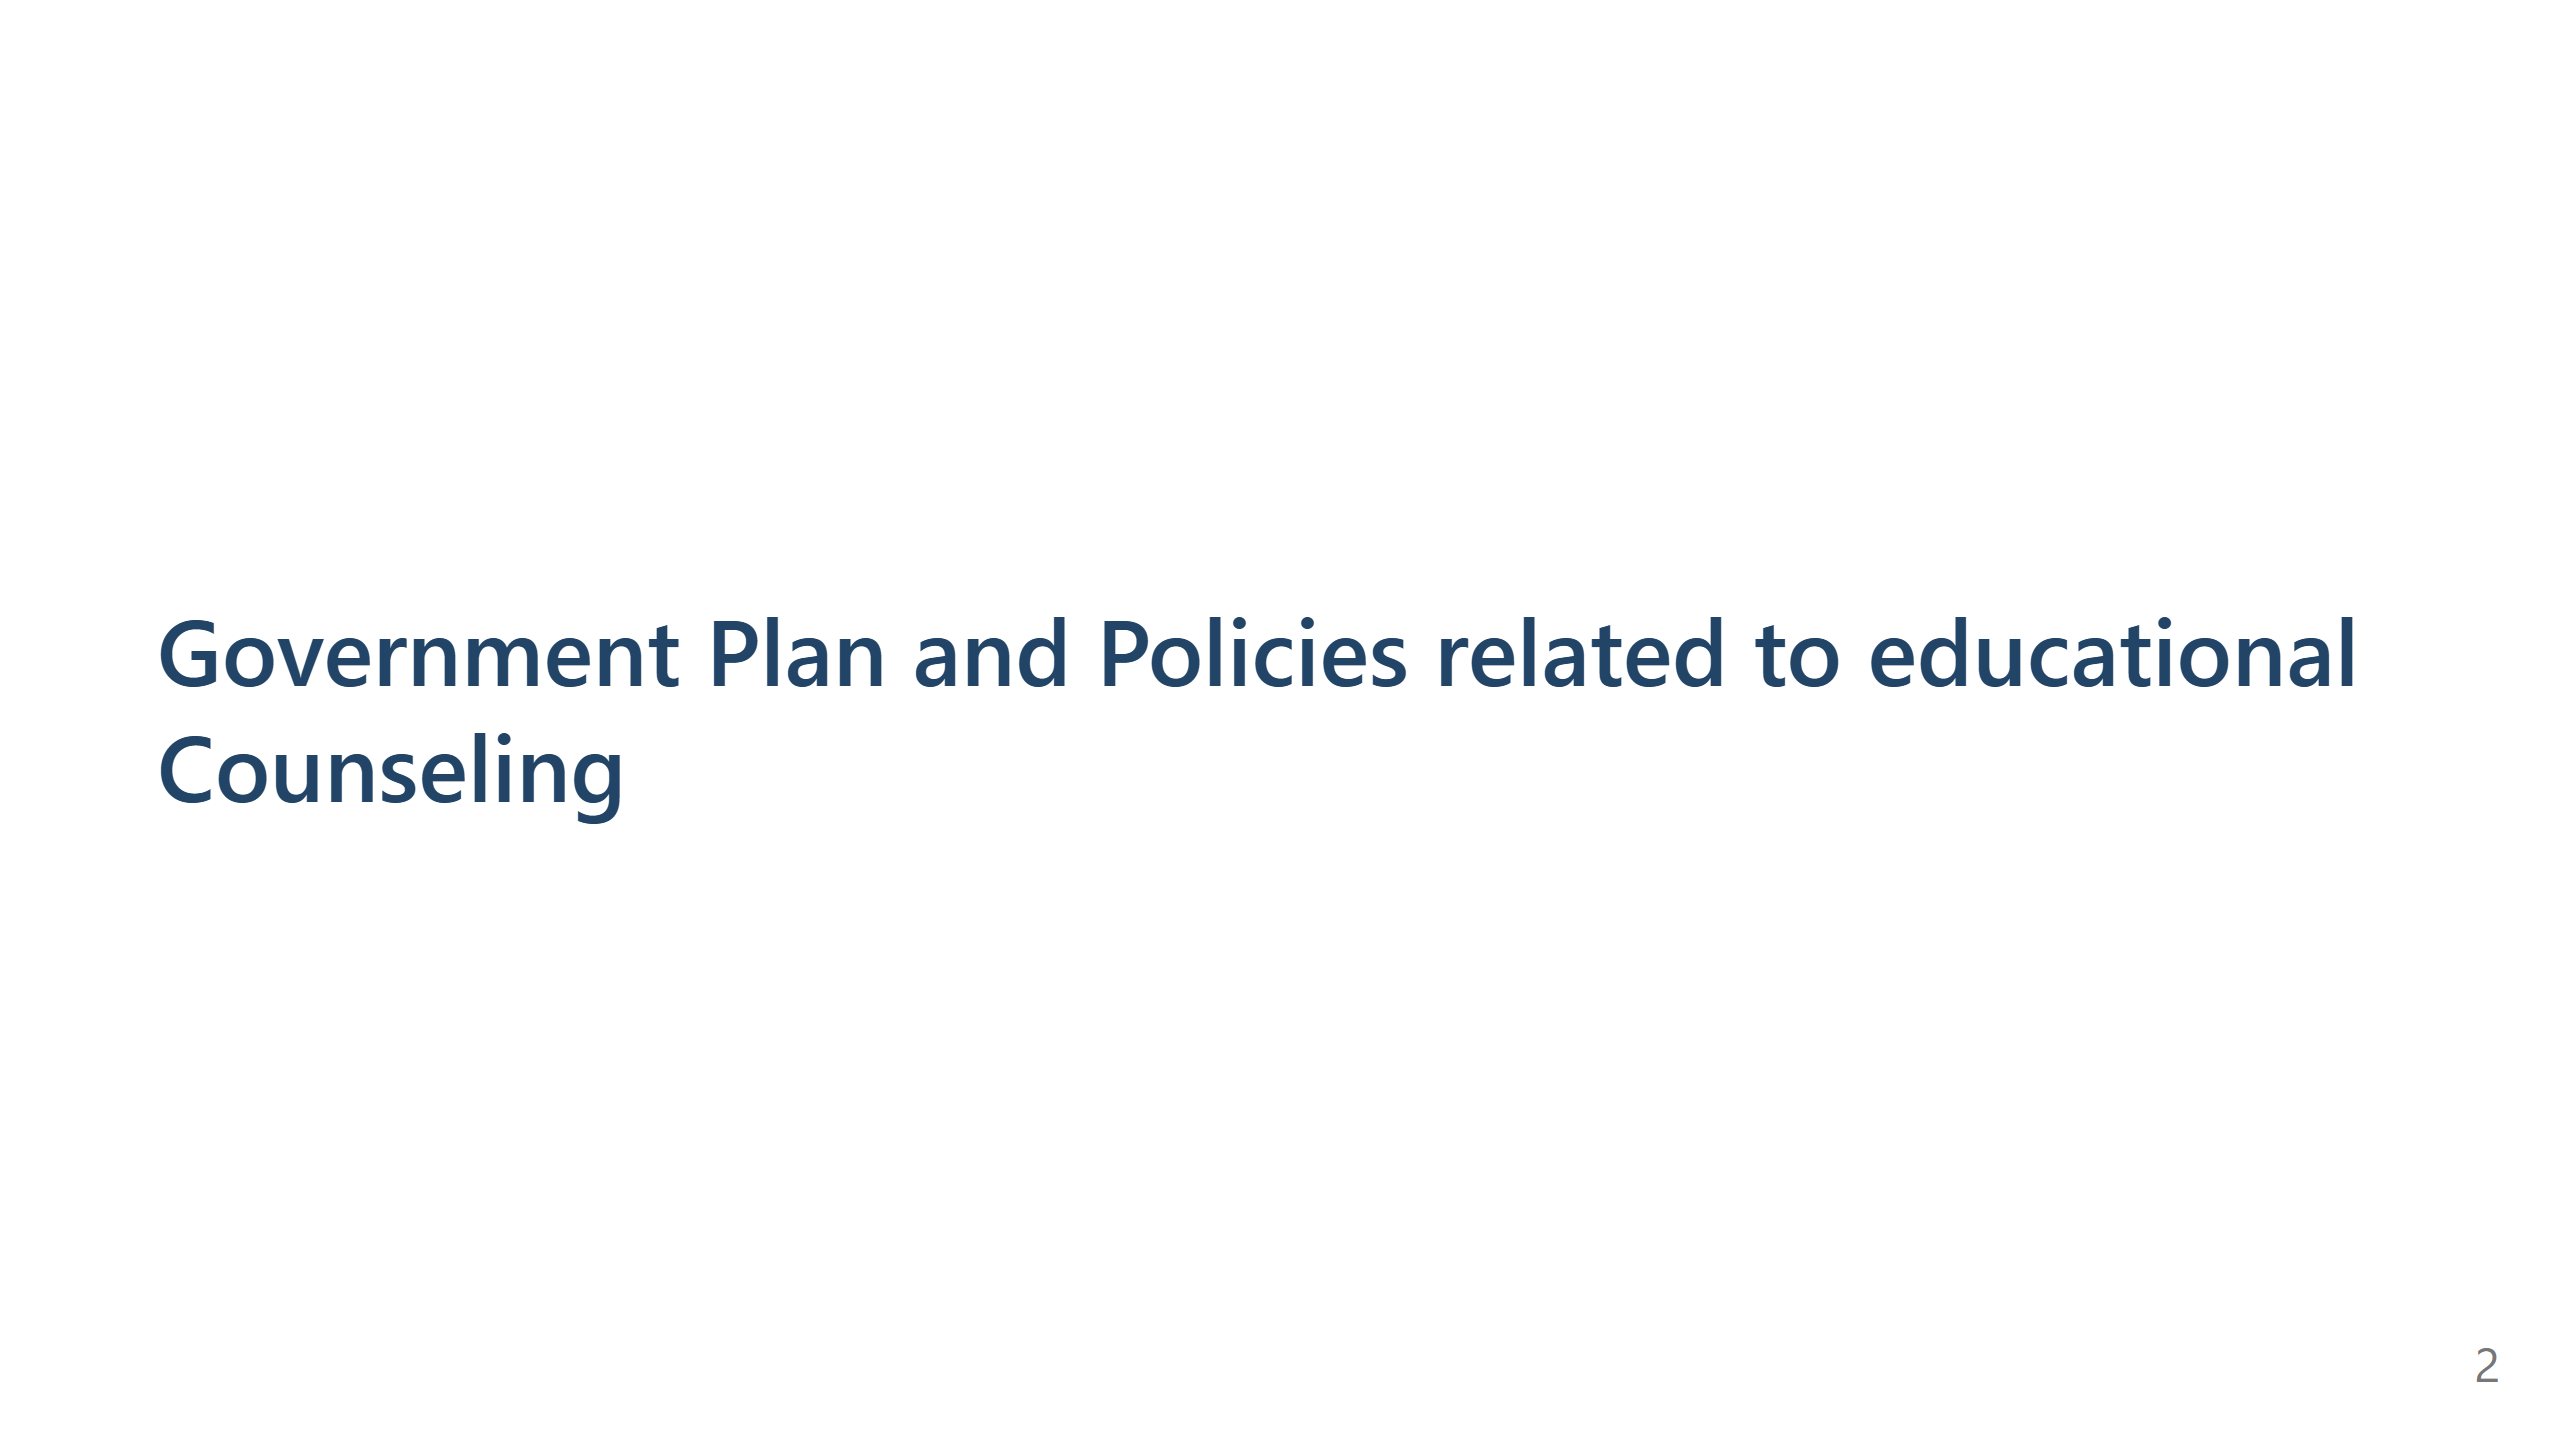 Government Plan and Policies related to educational
Counseling
2